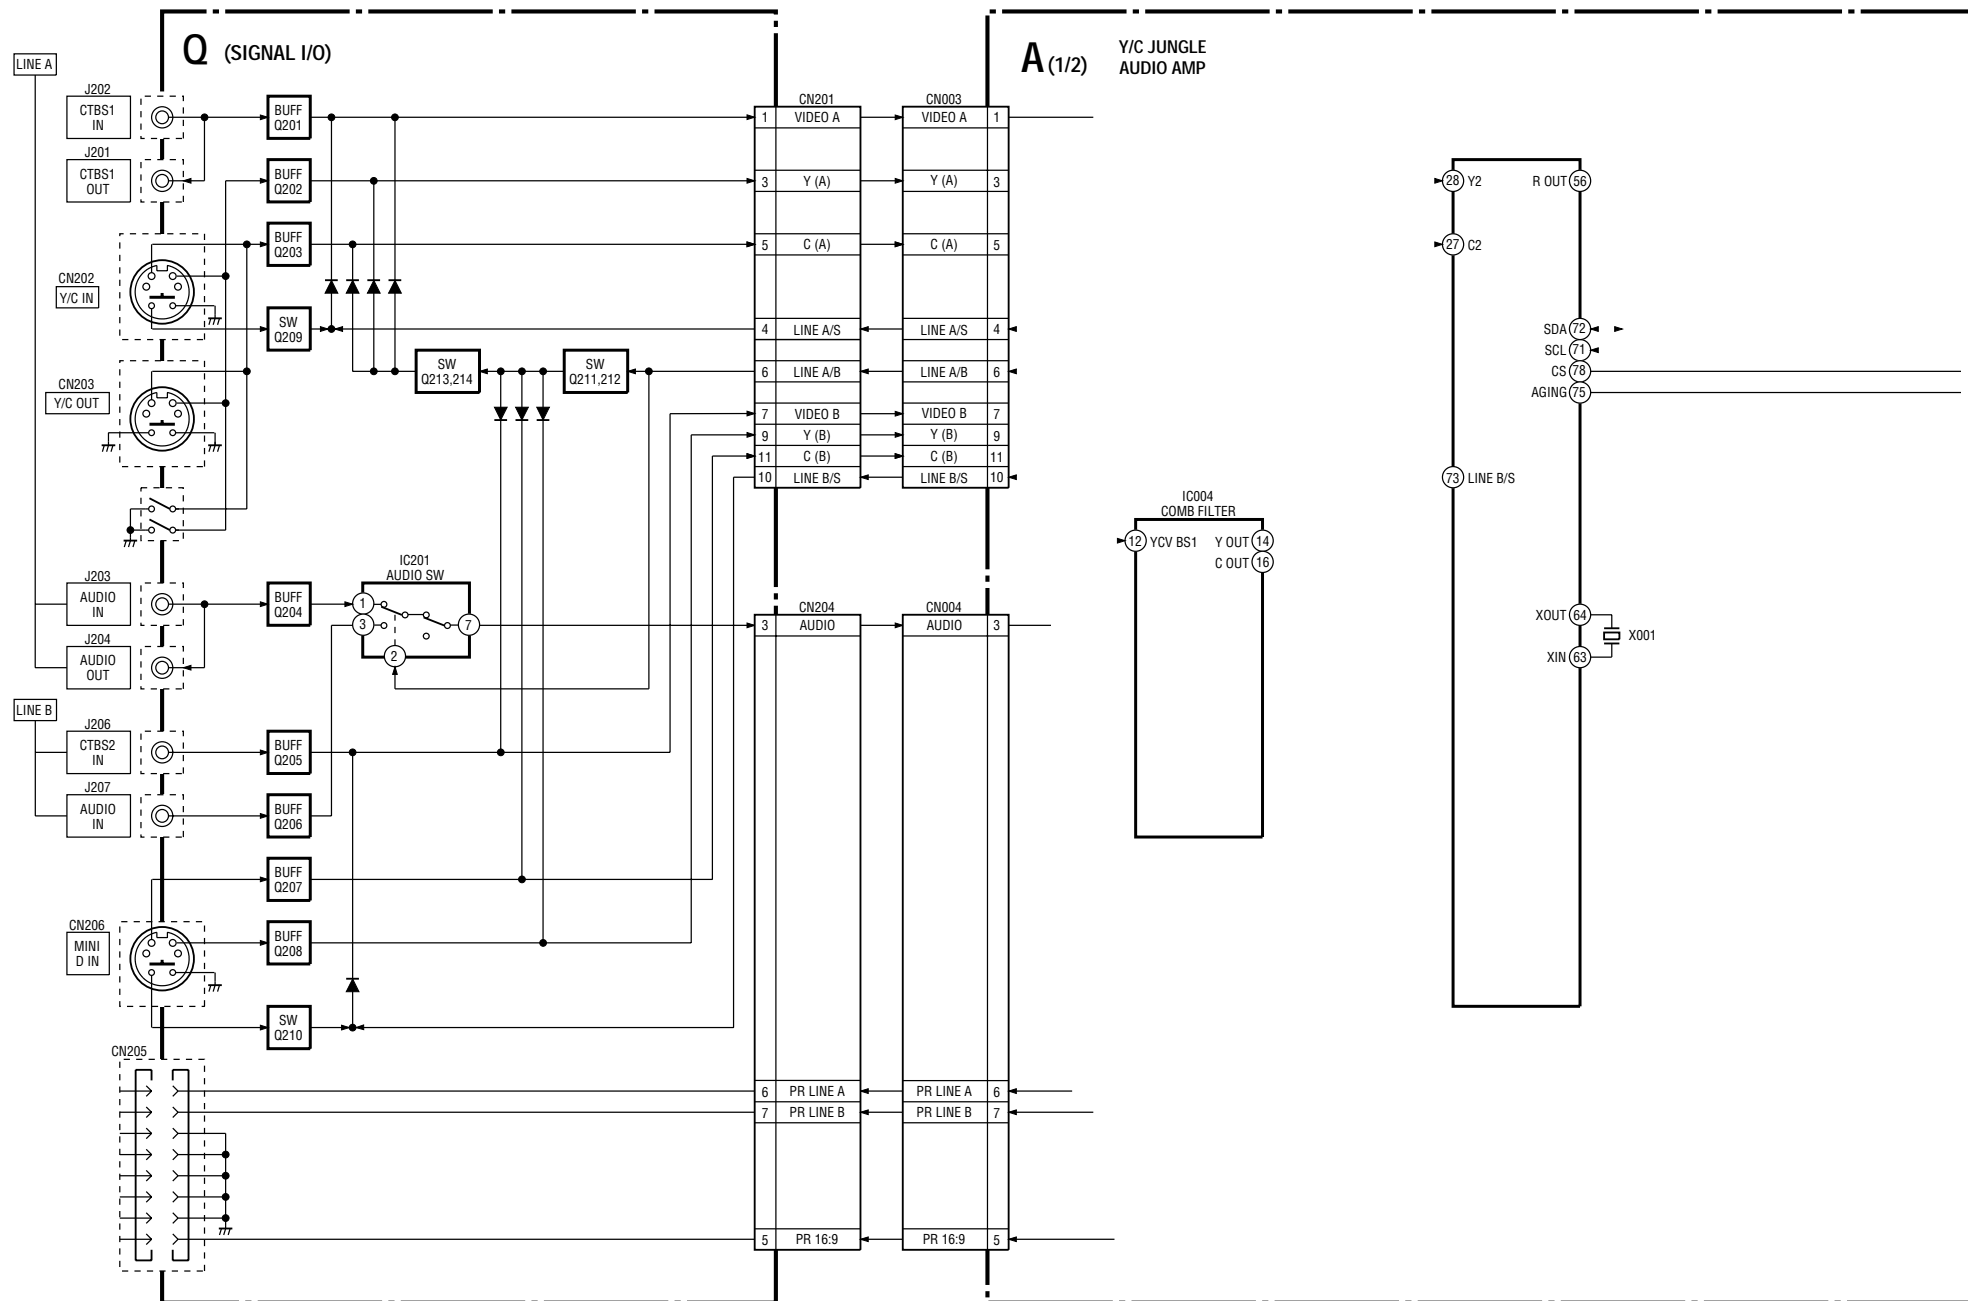 Q (SIGNAL I/O)
A (1/2)
Y/C JUNGLE
AUDIO AMP
LINE A
J202
CTBS1
IN
J201
CTBS1
OUT
CN202
Y/C IN
CN203
Y/C OUT
J203
AUDIO
IN
J204
AUDIO
OUT
LINE B
J206
CTBS2
IN
J207
AUDIO
IN
CN206
MINI
D IN
CN205
BUFF
Q201
BUFF
Q202
BUFF
Q203
SW
Q209
SW
Q213,214
SW
Q211,212
BUFF
Q204
IC201
AUDIO SW
1
3
7
2
BUFF
Q205
BUFF
Q206
BUFF
Q207
BUFF
Q208
SW
Q210
CN201 CN003
1 VIDEO A VIDEO A 1
3 Y (A) Y (A) 3
5 C (A) C (A) 5
4 LINE A/S LINE A/S 4
6 LINE A/B LINE A/B 6
7 VIDEO B VIDEO B 7
9 Y (B) Y (B) 9
11 C (B) C (B) 11
10 LINE B/S LINE B/S 10
CN204 CN004
3 AUDIO AUDIO 3
6 PR LINE A PR LINE A 6
7 PR LINE B PR LINE B 7
5 PR 16:9 PR 16:9 5
IC004
COMB FILTER
12 YCV BS1 Y OUT 14
C OUT 16
28 Y2 R OUT 56
27 C2
SDA 72
SCL 71
CS 78
AGING 75
73 LINE B/S
XOUT 64
X001
XIN 63